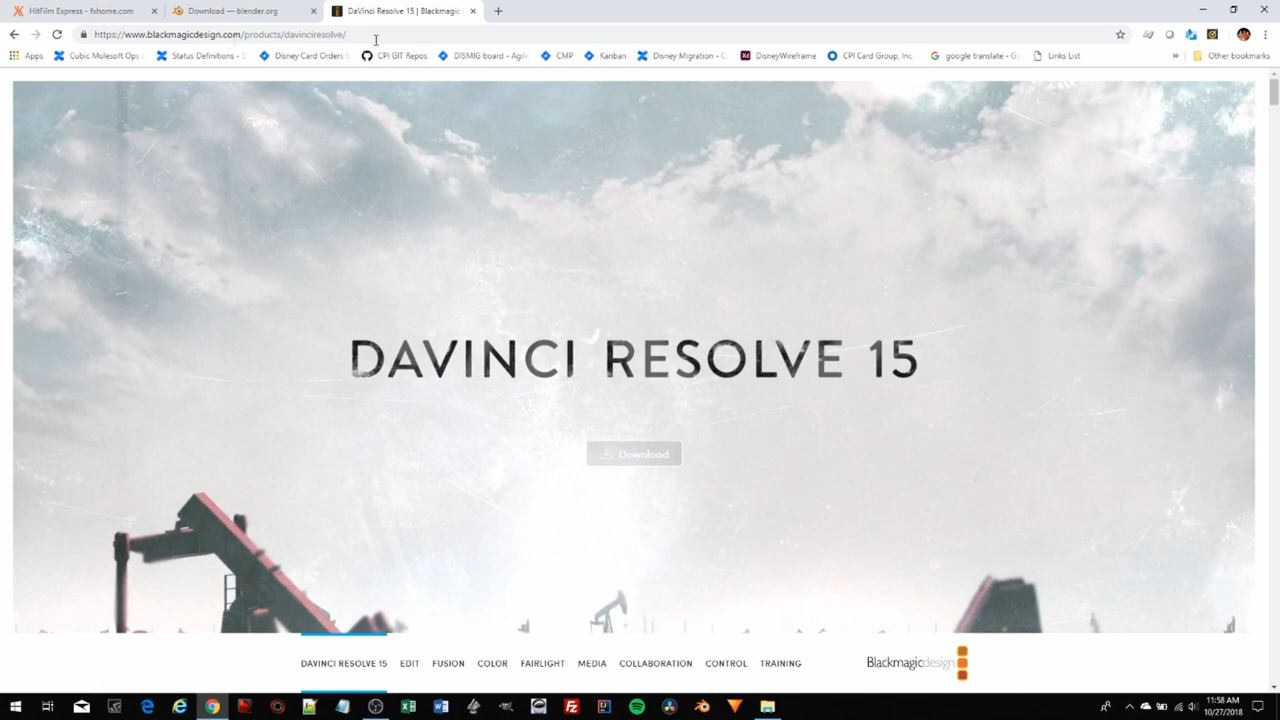 HitFilm Express - fxhome.com
Download — blender.org
DaVinci Resolve 15 | Blackmagic
https://www.blackmagicdesign.com/products/davinciresolve/
Apps
Cubic Mulesoft Ops
Status Definitions - D
Disney Card Orders
CPI GIT Repos
DISMIG board - Agile
CMP
Kanban
Disney Migration - C
DisneyWireframe
CPI Card Group, Inc.
google translate - Go
Links List
»
Other bookmarks
DAVINCI RESOLVE 15
Download
DAVINCI RESOLVE 15 EDIT FUSION COLOR FAIRLIGHT MEDIA COLLABORATION CONTROL TRAINING
Blackmagicdesign
11:58 AM
10/27/2018